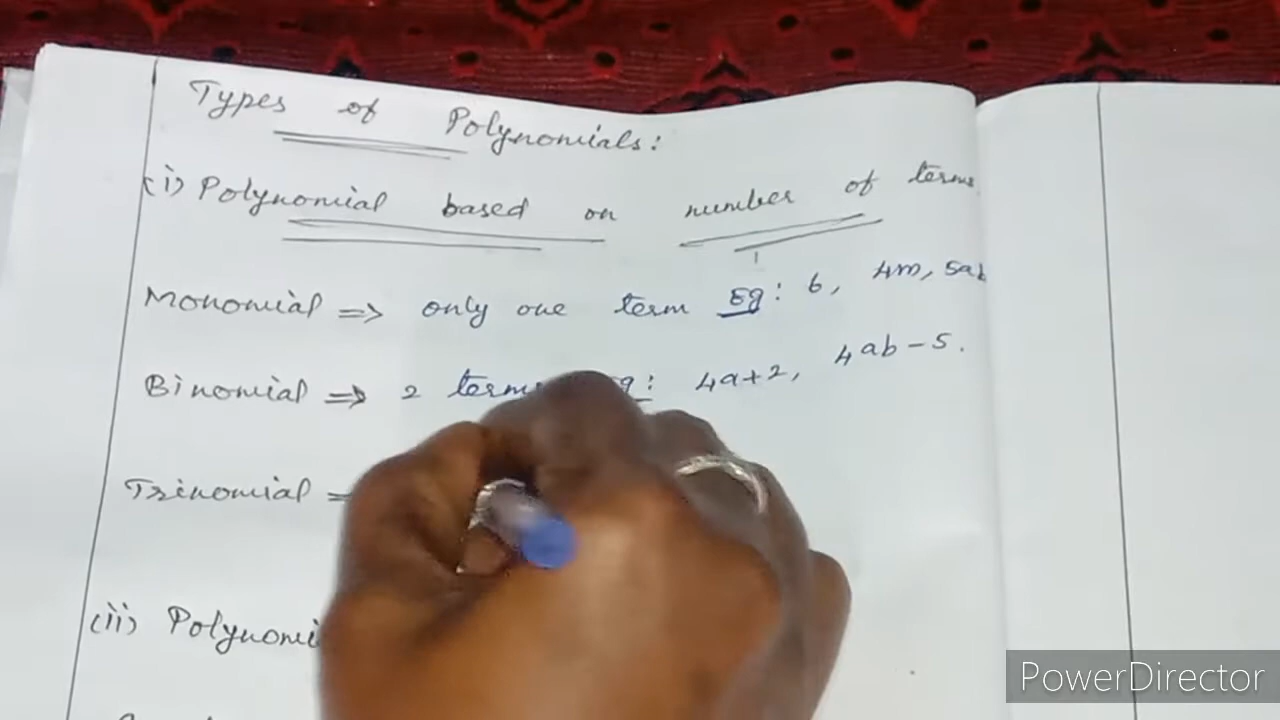 Types of Polynomials:
(i) Polynomial based on number of terms
Monomial => only one term Eg: 6, 4m, 5ab
Binomial => 2 terms Eg: 4a+2, 4ab-5.
Trinomial =
(ii) Polynomi
PowerDirector